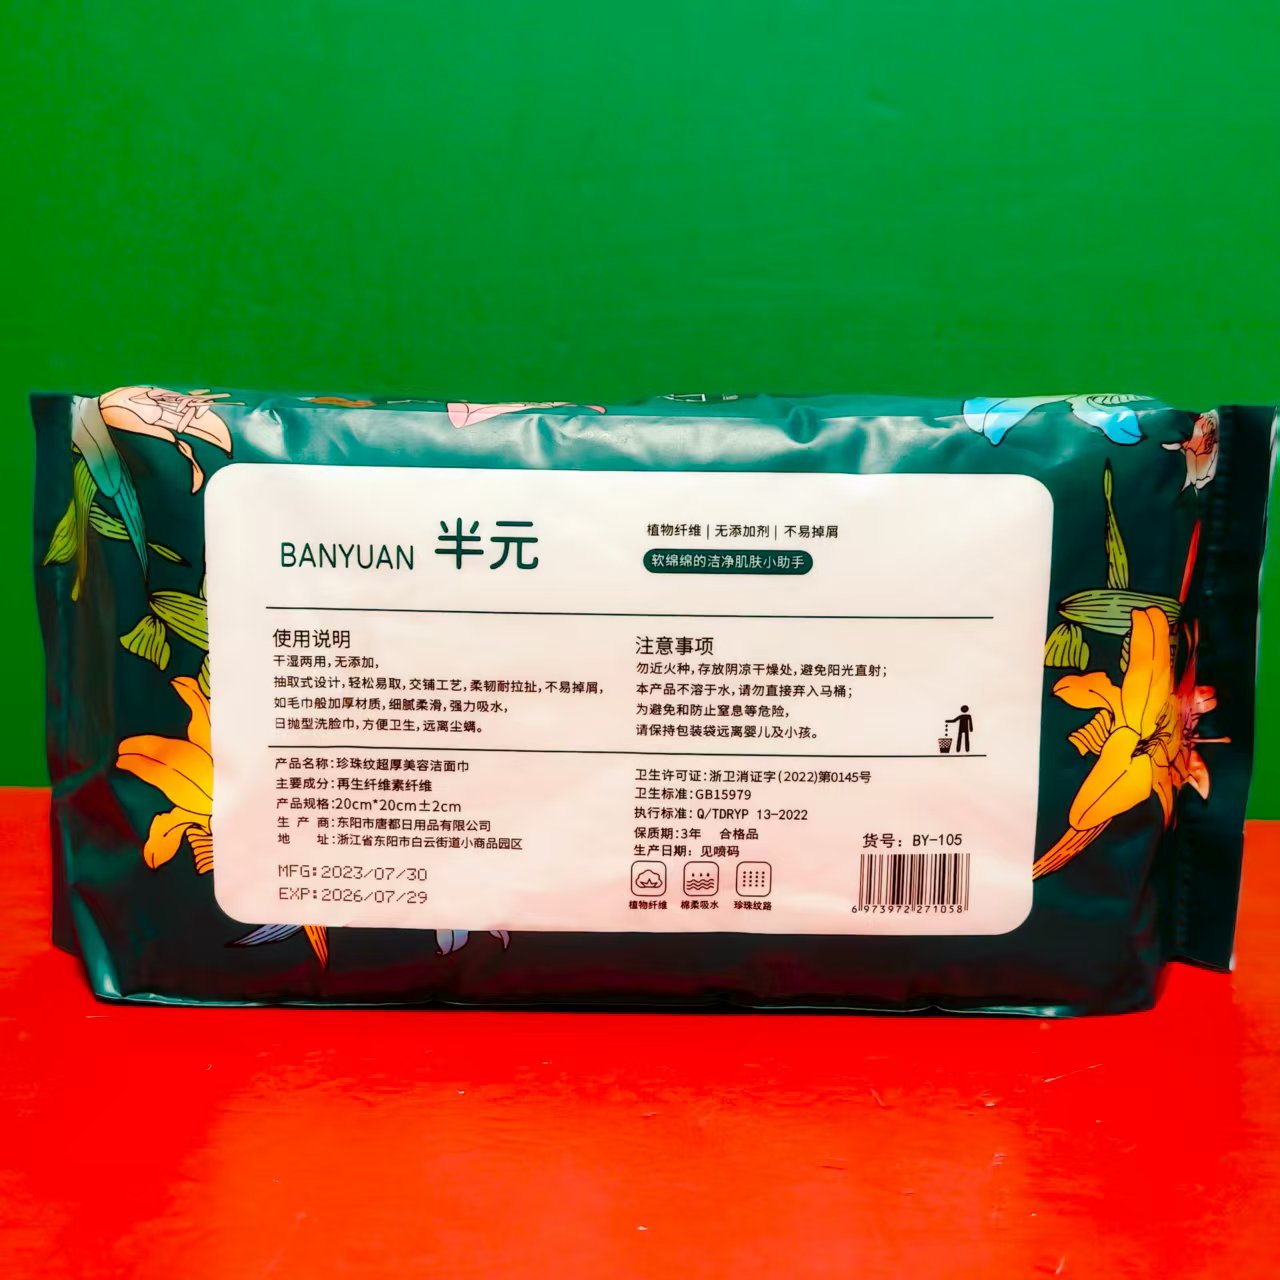 BANYUAN 半元
植物纤维 | 无添加剂 | 不易掉屑
软绵绵的洁净肌肤小助手
使用说明
干湿两用,无添加,
抽取式设计,轻松易取,交铺工艺,柔韧耐拉扯,不易掉屑,
如毛巾般加厚材质,细腻柔滑,强力吸水,
日抛型洗脸巾,方便卫生,远离尘螨。
注意事项
勿近火种,存放阴凉干燥处,避免阳光直射;
本产品不溶于水,请勿直接弃入马桶;
为避免和防止窒息等危险,
请保持包装袋远离婴儿及小孩。
产品名称:珍珠纹超厚美容洁面巾
主要成分:再生纤维素纤维
产品规格:20cm*20cm±2cm
生 产 商:东阳市唐都日用品有限公司
地 址:浙江省东阳市白云街道小商品园区
MFG:2023/07/30
EXP:2026/07/29
卫生许可证:浙卫消证字(2022)第0145号
卫生标准:GB15979
执行标准: Q/TDRYP 13-2022
保质期:3年 合格品
生产日期: 见喷码
植物纤维 棉柔吸水 珍珠纹路
货号: BY-105
6 973972 271058